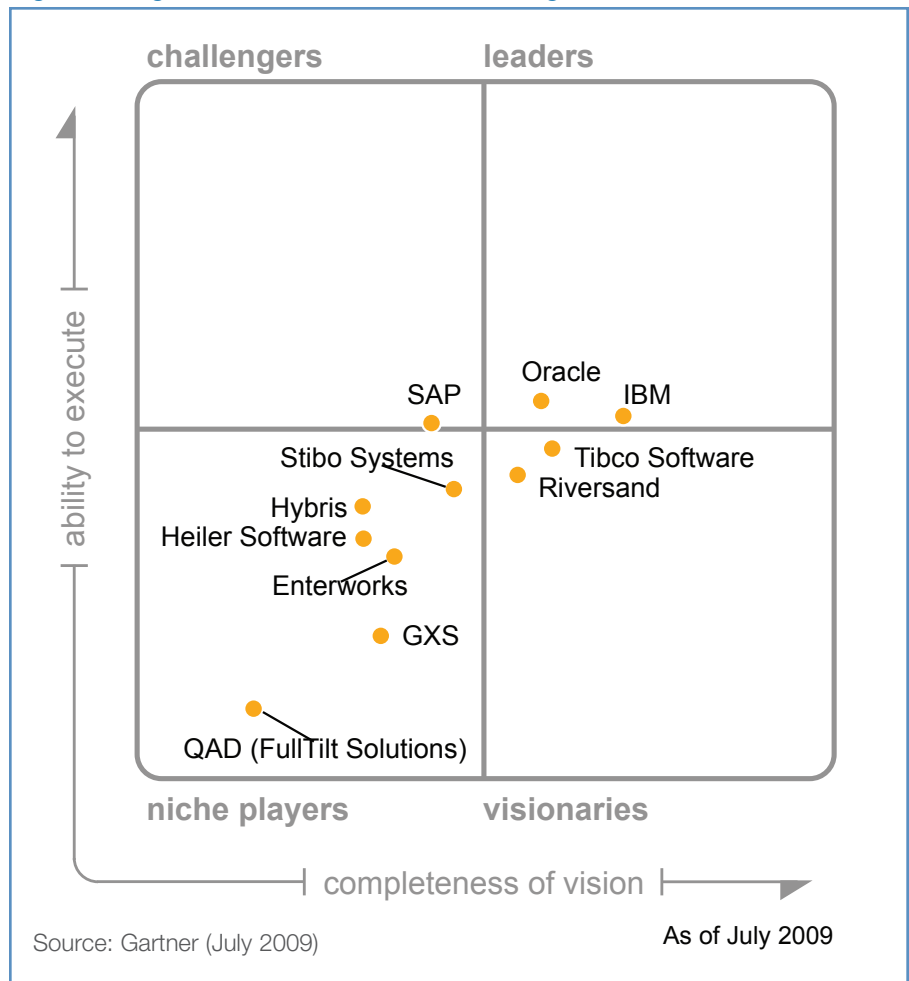 challengers
leaders
ability to execute
Oracle
SAP
IBM
Stibo Systems
Tibco Software
Riversand
Hybris
Heiler Software
Enterworks
GXS
QAD (FullTilt Solutions)
niche players
visionaries
completeness of vision
As of July 2009
Source: Gartner (July 2009)